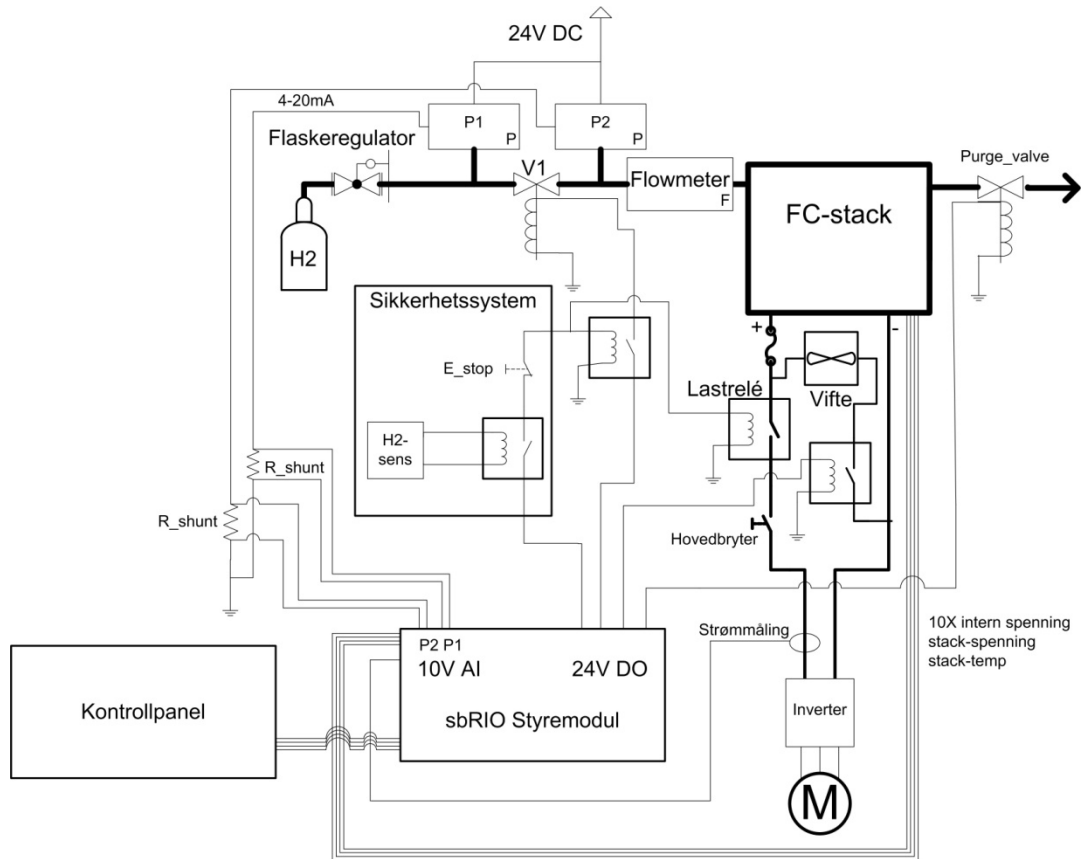 24V DC
4-20mA
P1
P
P2
P
Flaskeregulator
V1
Flowmeter
F
FC-stack
Purge_valve
H2
Sikkerhetssystem
E_stop
H2-
sens
+
-
Lastrelé
Vifte
R_shunt
R_shunt
Hovedbryter
Strømmåling
10X intern spenning
stack-spenning
stack-temp
P2 P1
10V AI
24V DO
sbRIO Styremodul
Kontrollpanel
Inverter
M